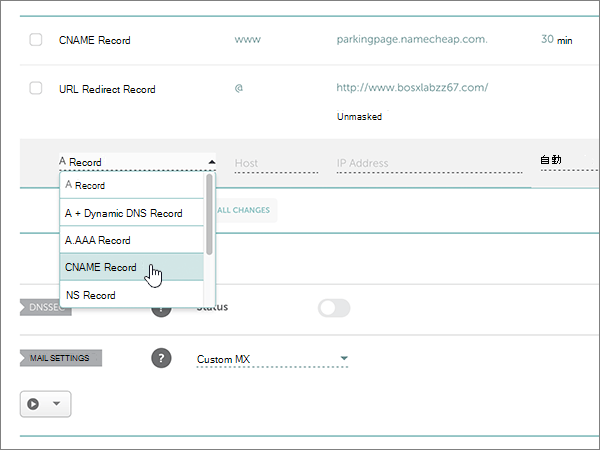 CNAME Record www parkingpage.namecheap.com. 30 min
URL Redirect Record @ http://www.bosxlabzz67.com/
Unmasked
A Record Host IP Address 自動
A Record
A + Dynamic DNS Record
ALL CHANGES
A.AAA Record
CNAME Record
NS Record
DNSSEC ? Status
MAIL SETTINGS ? Custom MX